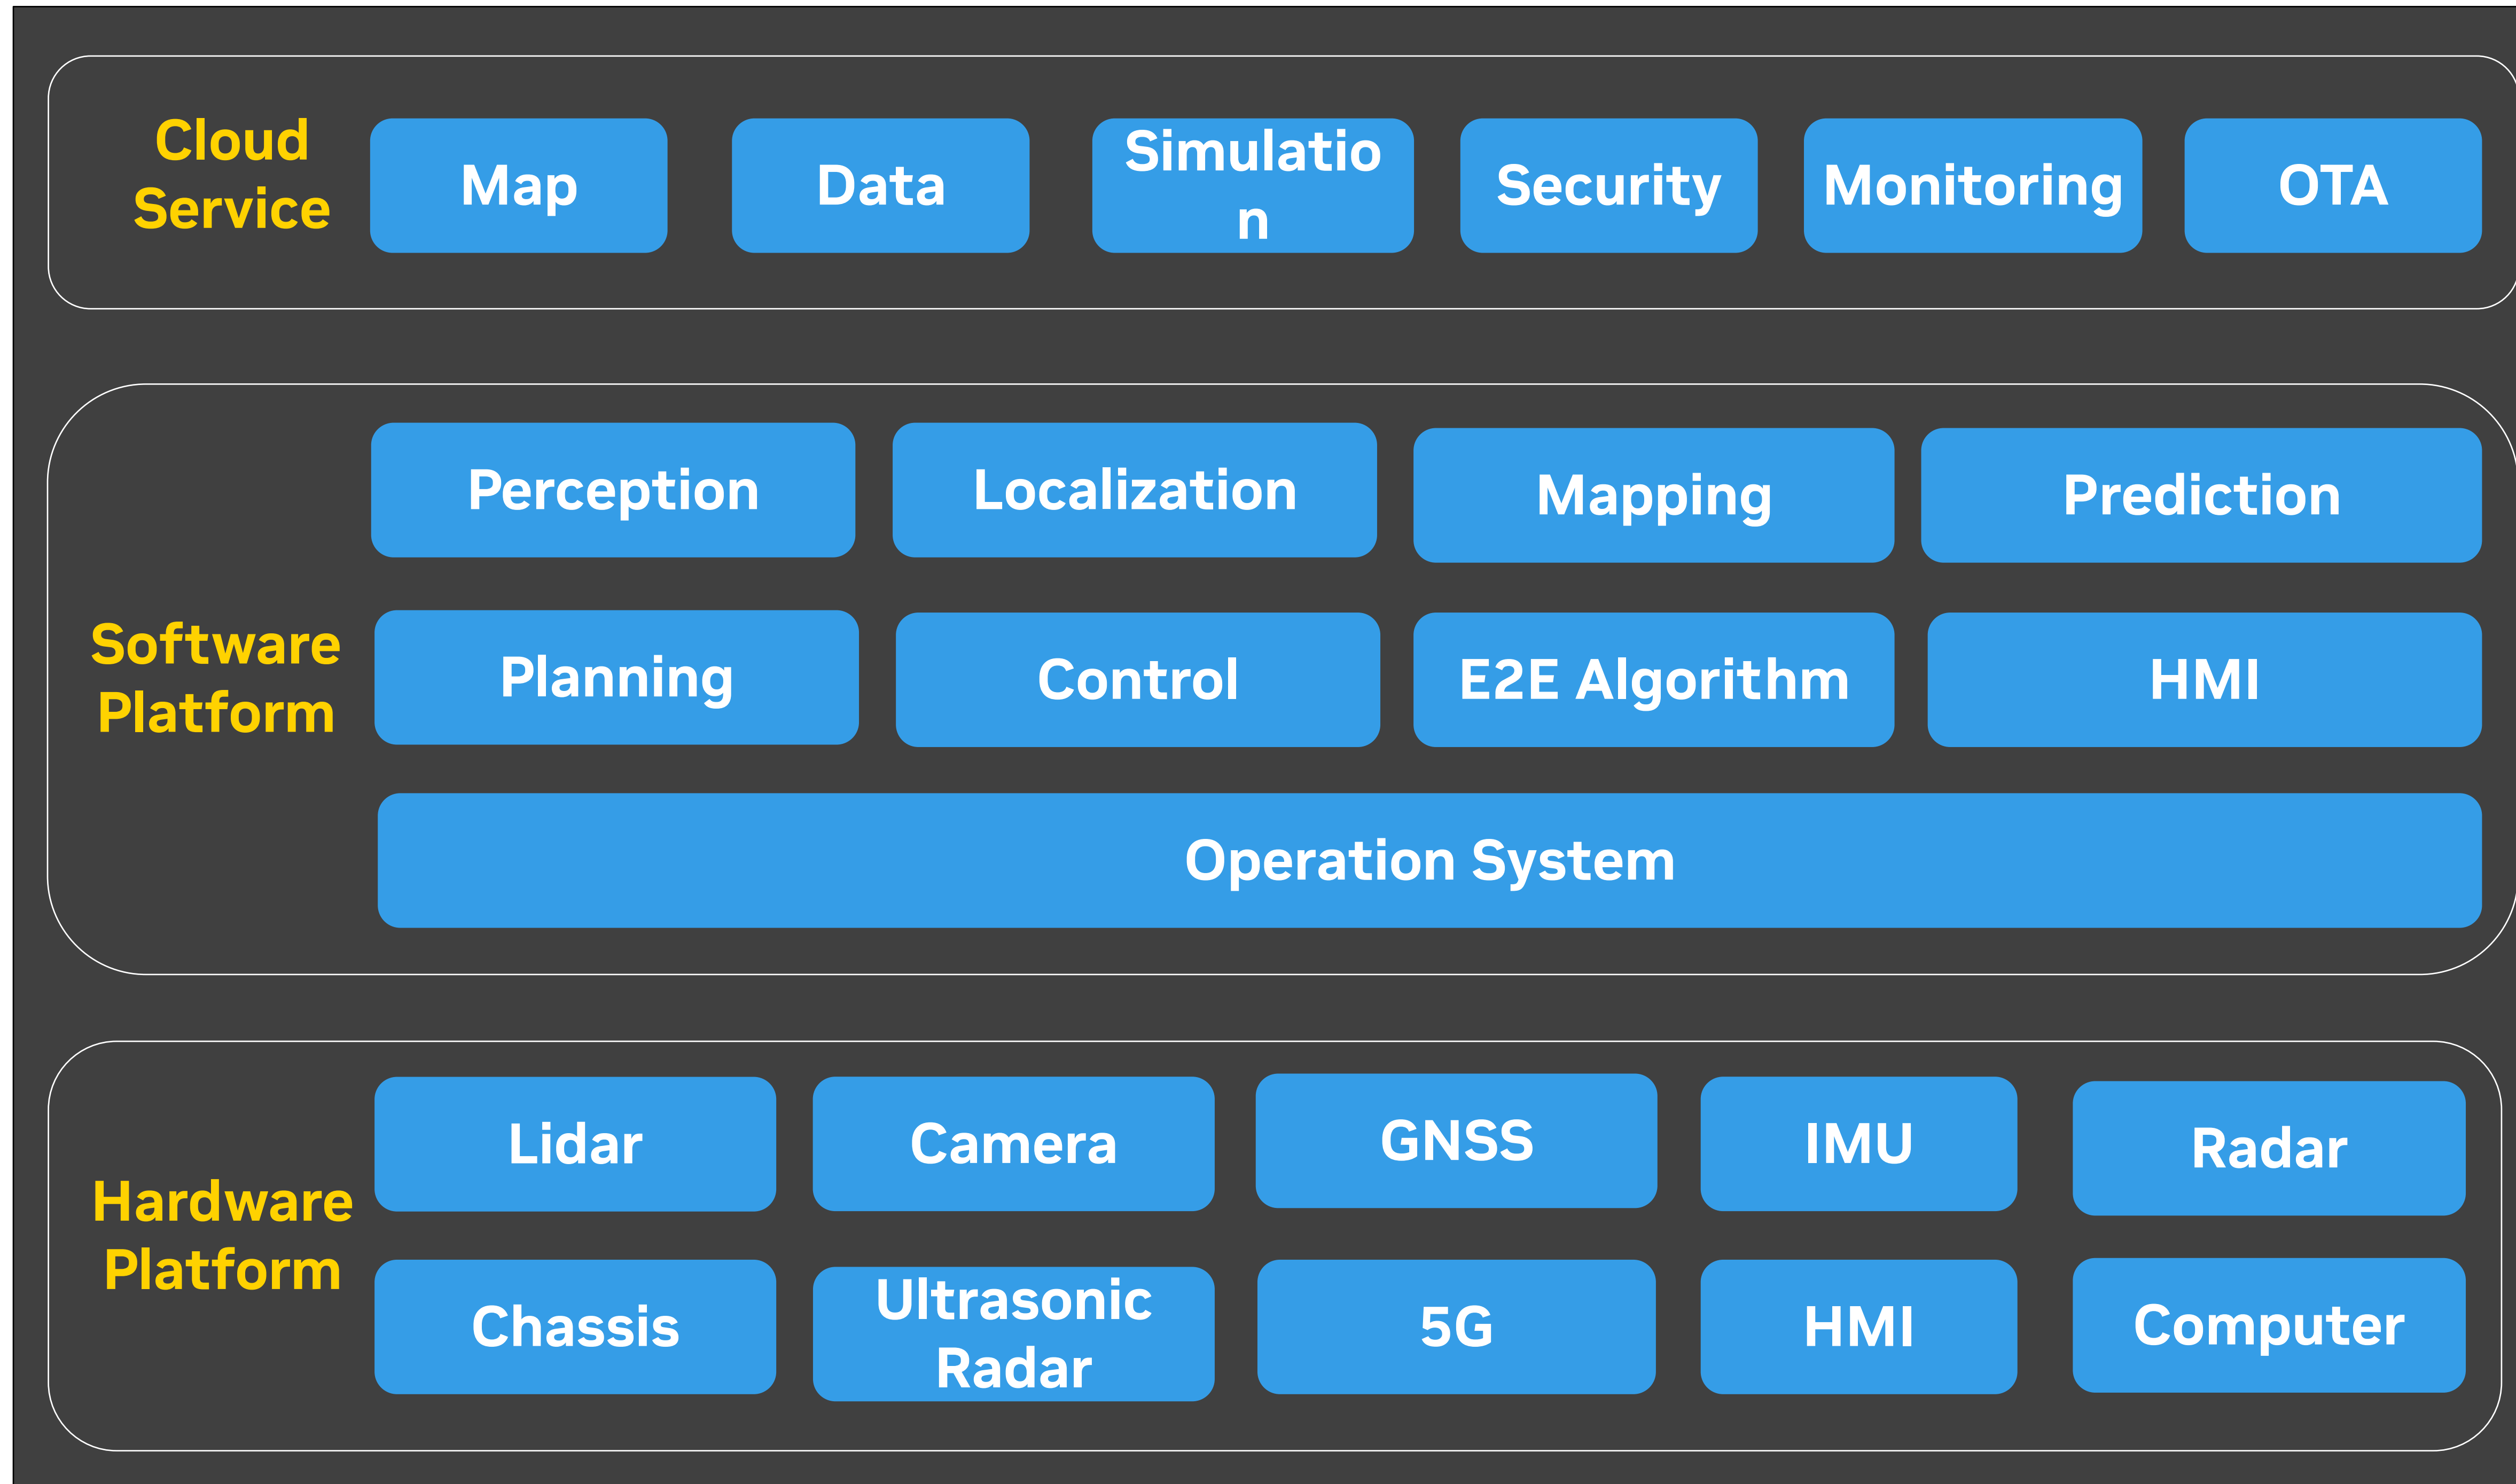 Cloud
Service
Map
Data
Simulatio
n
Security
Monitoring
OTA
Software
Platform
Perception
Localization
Mapping
Prediction
Planning
Control
E2E Algorithm
HMI
Operation System
Hardware
Platform
Lidar
Camera
GNSS
IMU
Radar
Chassis
Ultrasonic
Radar
5G
HMI
Computer